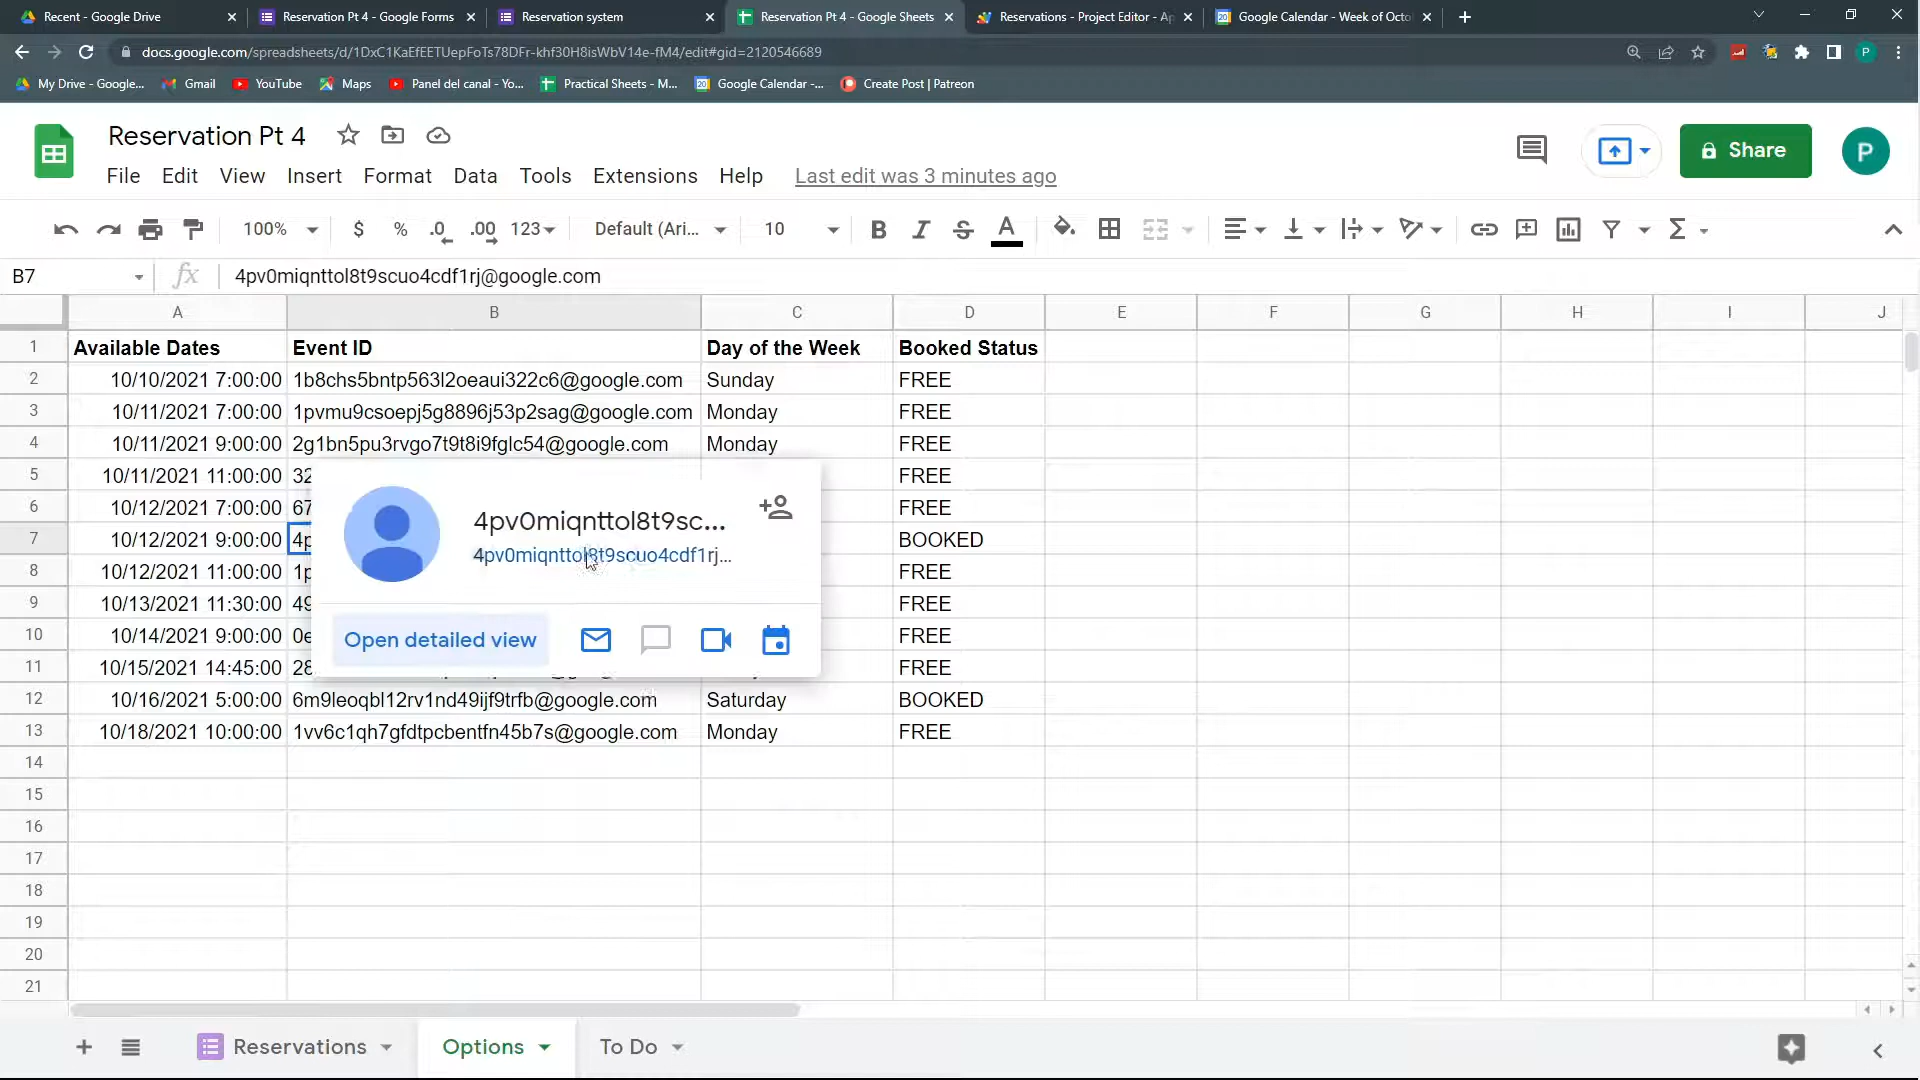 Recent - Google Drive
Reservation Pt 4 - Google Forms
Reservation system
Reservation Pt 4 - Google Sheets
Reservations - Project Editor - Ap
Google Calendar - Week of Octo
docs.google.com/spreadsheets/d/1DxC1KaEfEETUepFoTs78DFr-khf30H8isWbV14e-fM4/edit#gid=2120546689
P
My Drive - Google...
Gmail
YouTube
Maps
Panel del canal - Yo...
Practical Sheets - M...
Google Calendar -...
Create Post | Patreon
Reservation Pt 4
Share
P
File Edit View Insert Format Data Tools Extensions Help Last edit was 3 minutes ago
100% $ % .0 .00 123 Default (Ari... 10 B I S A Σ
B7 fx 4pv0miqnttol8t9scuo4cdf1rj@google.com
A B C D E F G H I J
1 Available Dates Event ID Day of the Week Booked Status
2 10/10/2021 7:00:00 1b8chs5bntp563l2oeaui322c6@google.com Sunday FREE
3 10/11/2021 7:00:00 1pvmu9csoepj5g8896j53p2sag@google.com Monday FREE
4 10/11/2021 9:00:00 2g1bn5pu3rvgo7t9t8i9fglc54@google.com Monday FREE
5 10/11/2021 11:00:00 32 FREE
6 10/12/2021 7:00:00 67 FREE
7 10/12/2021 9:00:00 4p BOOKED
8 10/12/2021 11:00:00 1p FREE
9 10/13/2021 11:30:00 49 FREE
10 10/14/2021 9:00:00 0e FREE
11 10/15/2021 14:45:00 28 FREE
12 10/16/2021 5:00:00 6m9leoqbl12rv1nd49ijf9trfb@google.com Saturday BOOKED
13 10/18/2021 10:00:00 1vv6c1qh7gfdtpcbentfn45b7s@google.com Monday FREE
14
15
16
17
18
19
20
21
4pv0miqnttol8t9sc...
4pv0miqnttol8t9scuo4cdf1rj...
Open detailed view
Reservations
Options
To Do